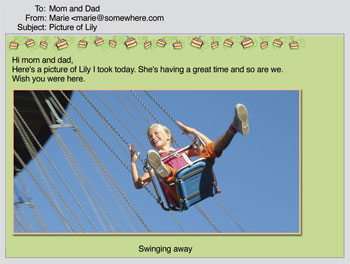 To: Mom and Dad
From: Marie <marie@somewhere.com
Subject: Picture of Lily
Hi mom and dad,
Here's a picture of Lily I took today. She's having a great time and so are we.
Wish you were here.
Swinging away